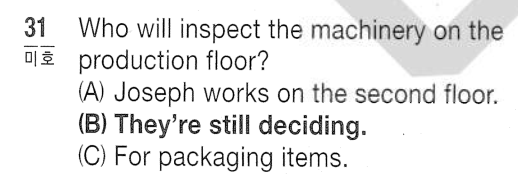 31 Who will inspect the machinery on the
미호 production floor?
(A) Joseph works on the second floor.
(B) They're still deciding.
(C) For packaging items.